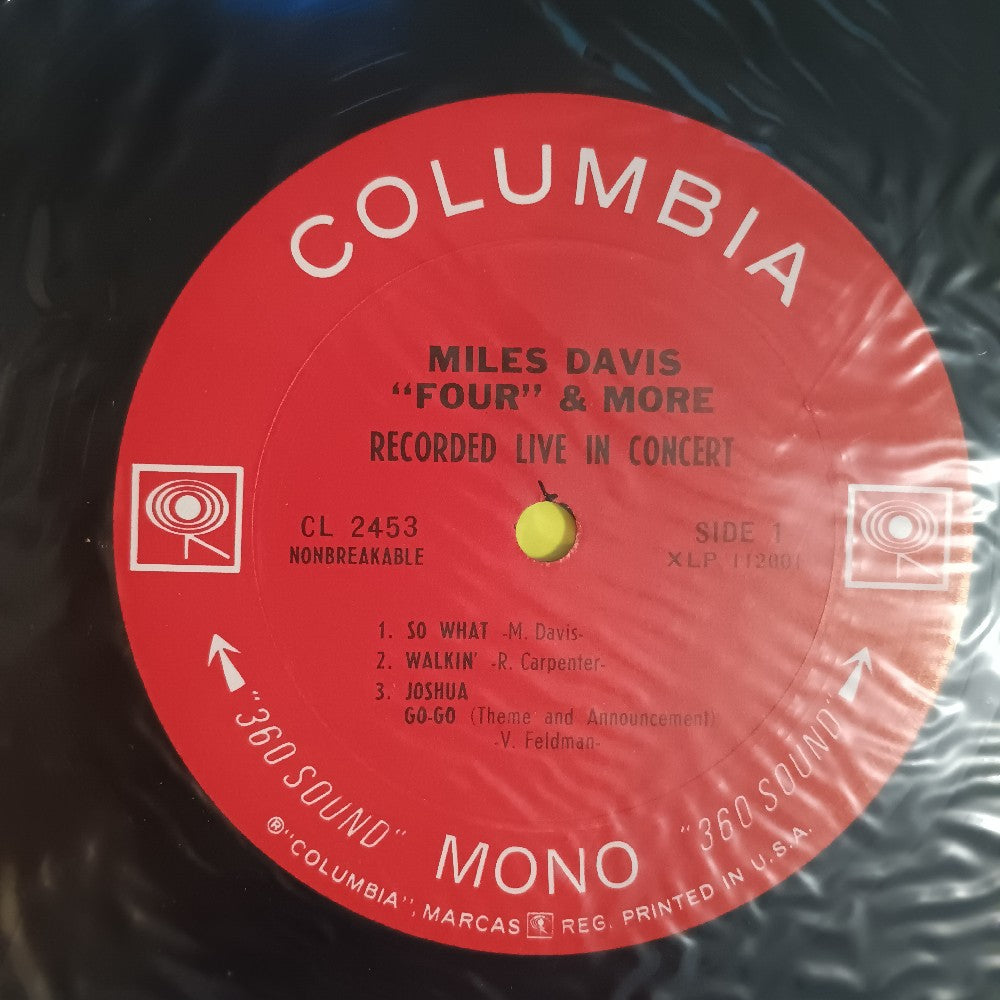 COLUMBIA
MILES DAVIS
"FOUR" & MORE
RECORDED LIVE IN CONCERT
CL 2453
NONBREAKABLE
SIDE 1
XLP 112001
1. SO WHAT -M. Davis-
2. WALKIN' -R. Carpenter-
3. JOSHUA
GO-GO (Theme and Announcement)
-V. Feldman-
"360 SOUND"
MONO
"360 SOUND"
®"COLUMBIA", MARCAS REG. PRINTED IN U.S.A.